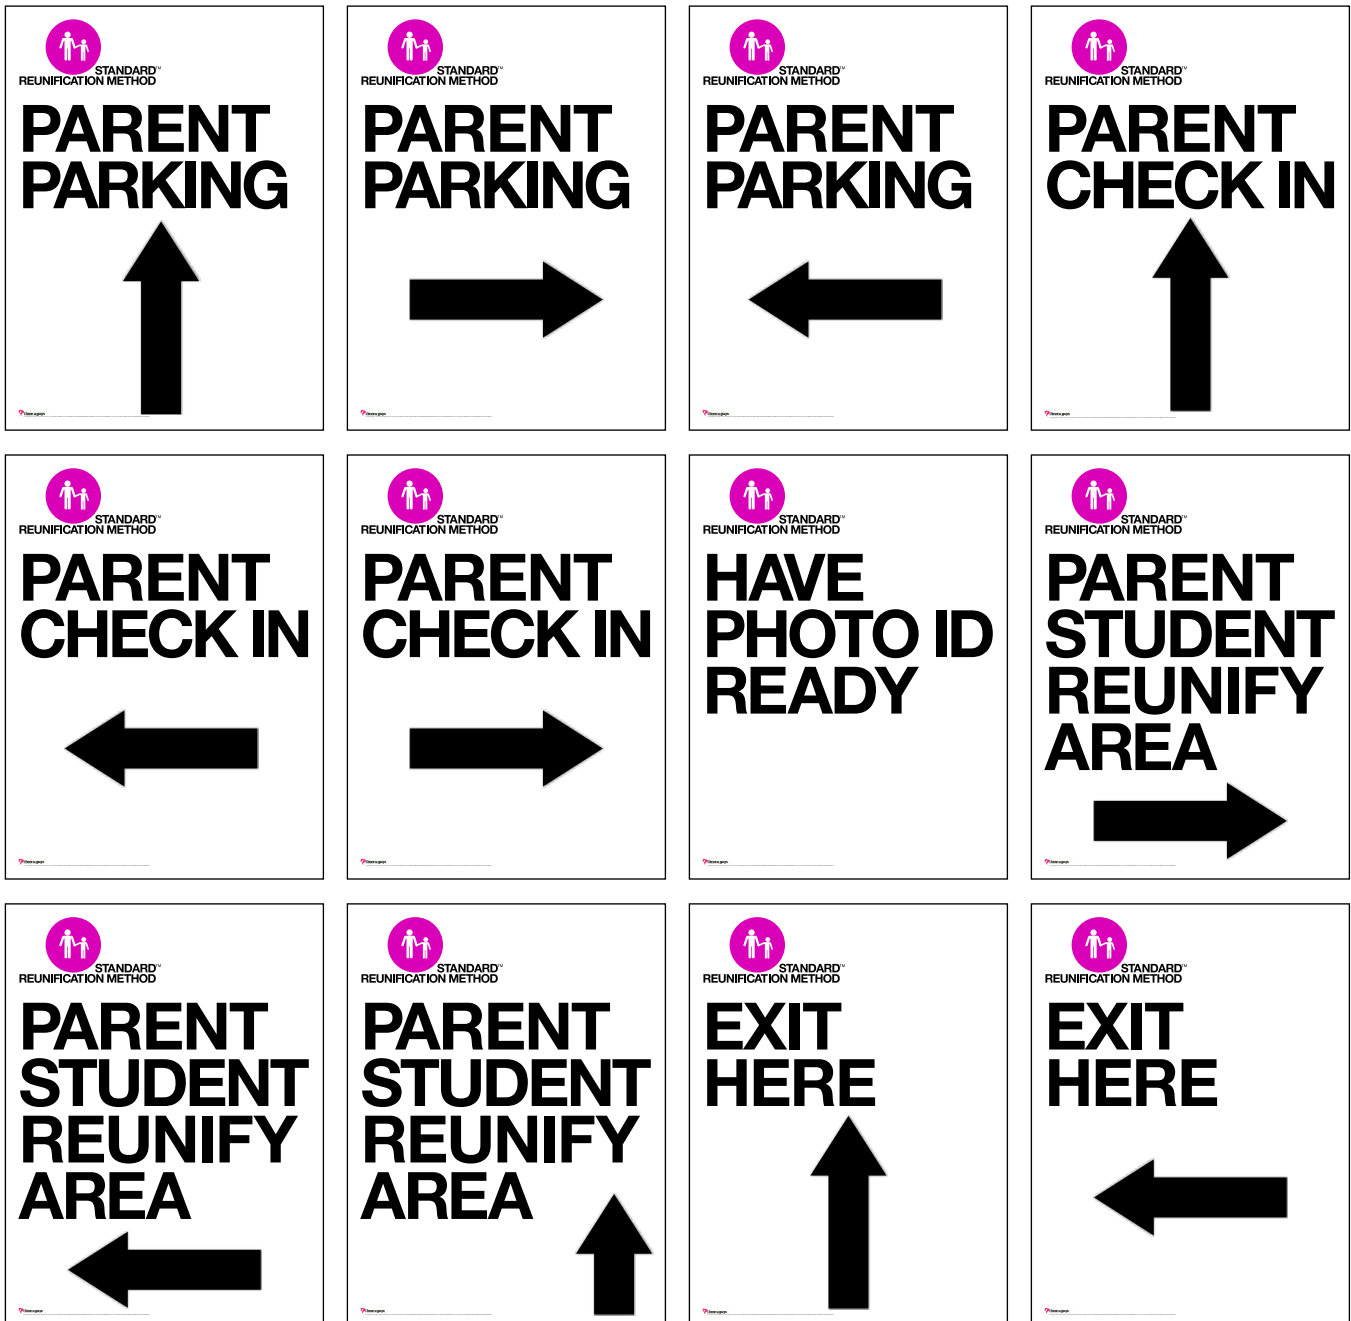 STANDARD™
REUNIFICATION METHOD
PARENT
PARKING
STANDARD™
REUNIFICATION METHOD
PARENT
PARKING
STANDARD™
REUNIFICATION METHOD
PARENT
PARKING
STANDARD™
REUNIFICATION METHOD
PARENT
CHECK IN
STANDARD™
REUNIFICATION METHOD
PARENT
CHECK IN
STANDARD™
REUNIFICATION METHOD
PARENT
CHECK IN
STANDARD™
REUNIFICATION METHOD
HAVE
PHOTO ID
READY
STANDARD™
REUNIFICATION METHOD
PARENT
STUDENT
REUNIFY
AREA
STANDARD™
REUNIFICATION METHOD
PARENT
STUDENT
REUNIFY
AREA
STANDARD™
REUNIFICATION METHOD
PARENT
STUDENT
REUNIFY
AREA
STANDARD™
REUNIFICATION METHOD
EXIT
HERE
STANDARD™
REUNIFICATION METHOD
EXIT
HERE